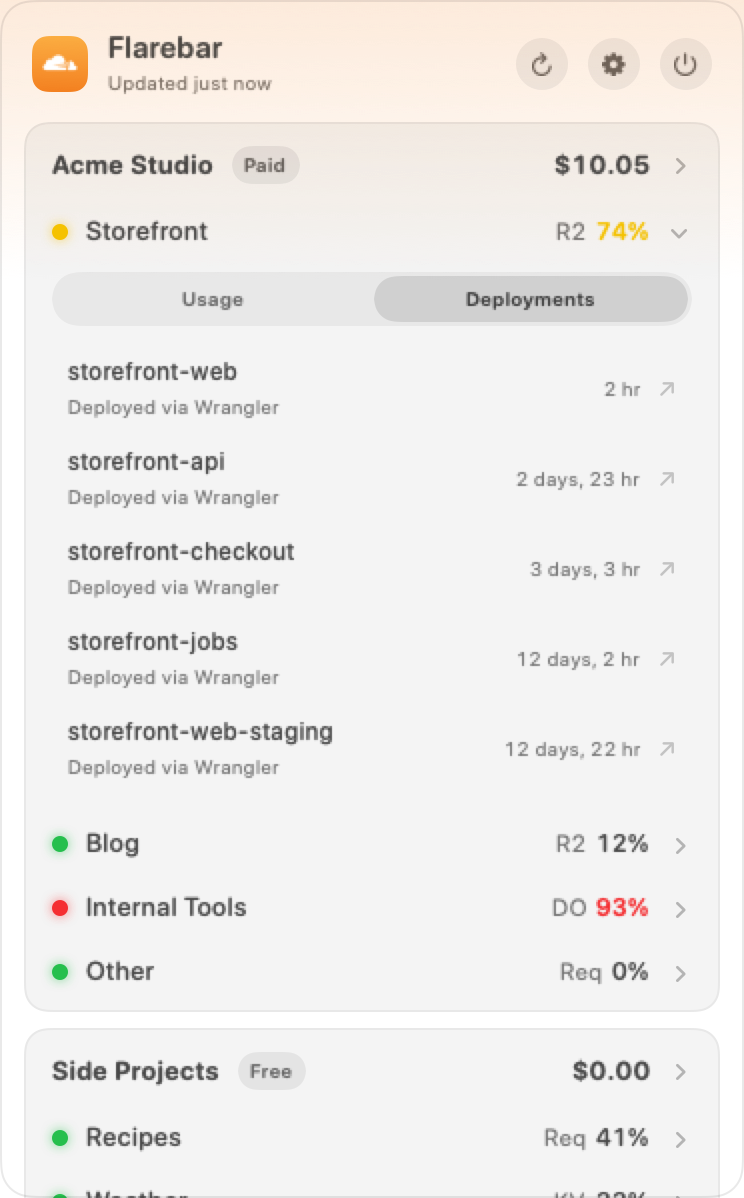 Flarebar
Updated just now
Acme Studio Paid $10.05
Storefront R2 74%
Usage Deployments
storefront-web
Deployed via Wrangler
2 hr
storefront-api
Deployed via Wrangler
2 days, 23 hr
storefront-checkout
Deployed via Wrangler
3 days, 3 hr
storefront-jobs
Deployed via Wrangler
12 days, 2 hr
storefront-web-staging
Deployed via Wrangler
12 days, 22 hr
Blog R2 12%
Internal Tools DO 93%
Other Req 0%
Side Projects Free $0.00
Recipes Req 41%